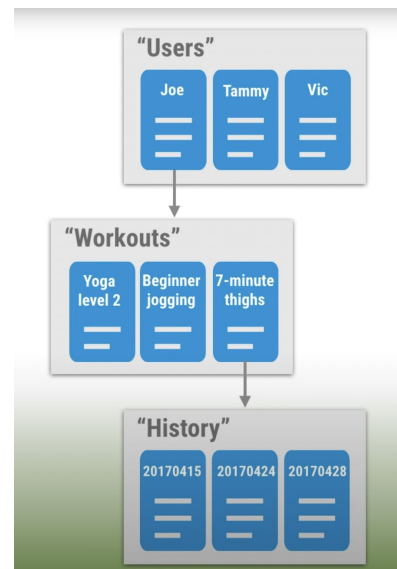 “Users”
Joe
Tammy
Vic
“Workouts”
Yoga
level 2
Beginner
jogging
7-minute
thighs
“History”
20170415
20170424
20170428